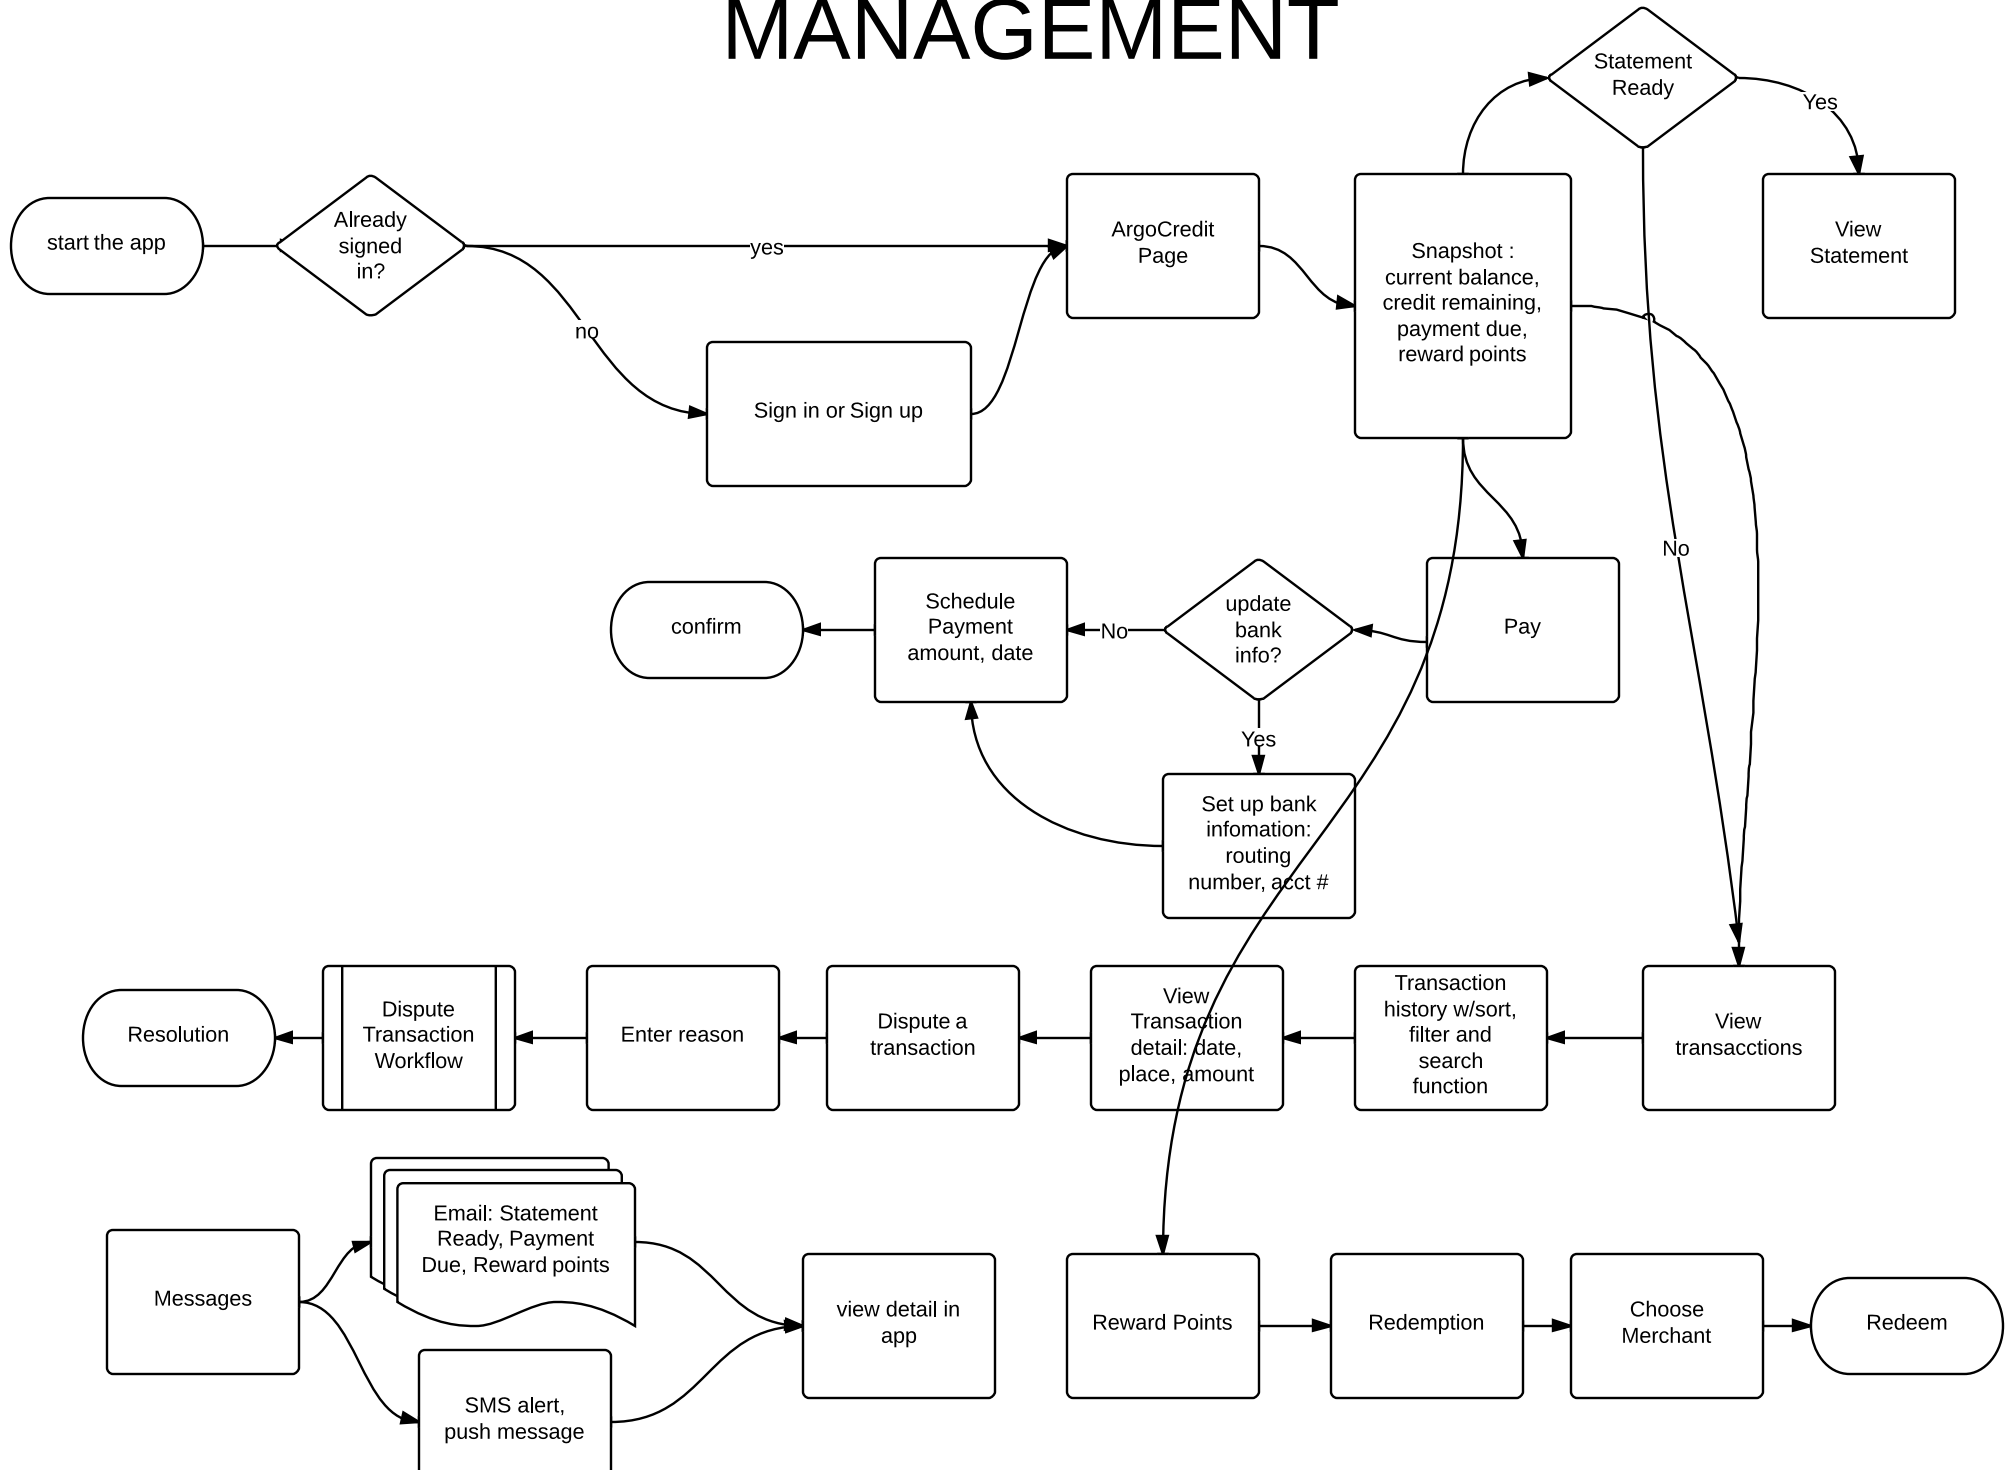 MANAGEMENT
Statement
Ready
Yes
start the app
Already
signed
in?
yes
no
Sign in or Sign up
ArgoCredit
Page
Snapshot :
current balance,
credit remaining,
payment due,
reward points
View
Statement
No
confirm
Schedule
Payment
amount, date
No
update
bank
info?
Pay
Yes
Set up bank
infomation:
routing
number, acct #
Resolution
Dispute
Transaction
Workflow
Enter reason
Dispute a
transaction
View
Transaction
detail: date,
place, amount
Transaction
history w/sort,
filter and
search
function
View
transacctions
Messages
Email: Statement
Ready, Payment
Due, Reward points
SMS alert,
push message
view detail in
app
Reward Points
Redemption
Choose
Merchant
Redeem